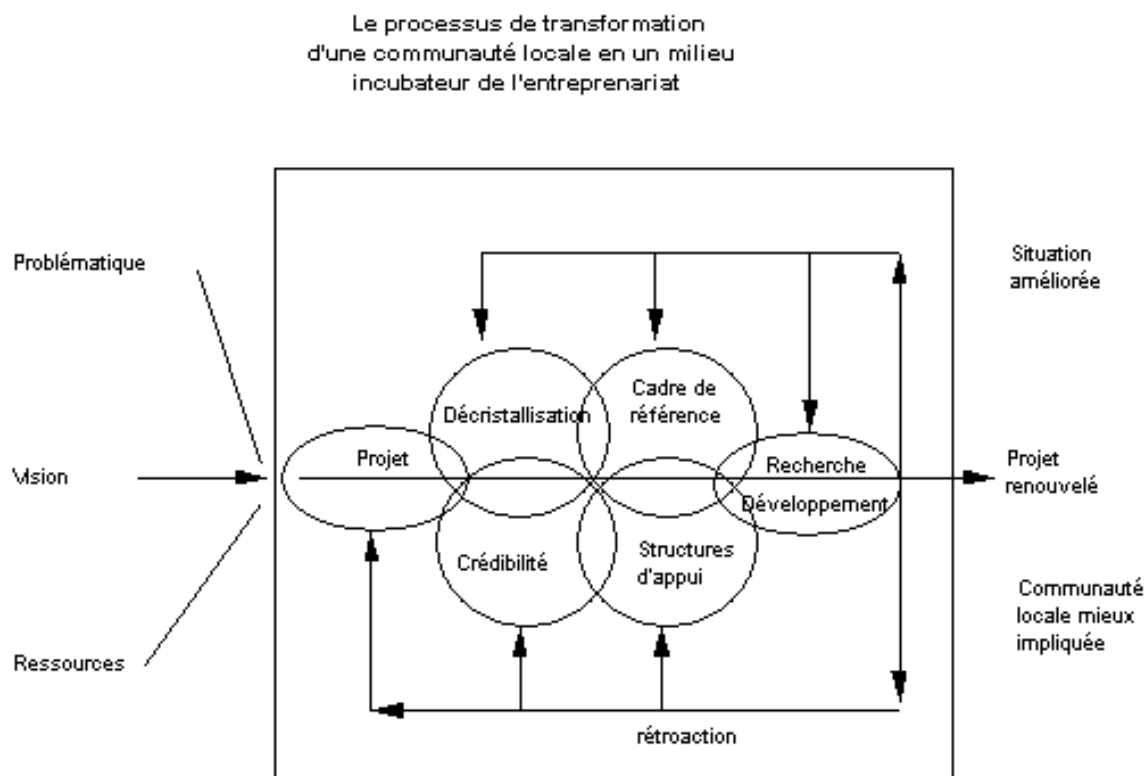 Le processus de transformation
d'une communauté locale en un milieu
incubateur de l'entreprenariat
Problématique
Vision
Ressources
Projet
Décristallisation
Cadre de
référence
Crédibilité
Structures
d'appui
Recherche
Développement
rétroaction
Situation
améliorée
Projet
renouvelé
Communauté
locale mieux
impliquée